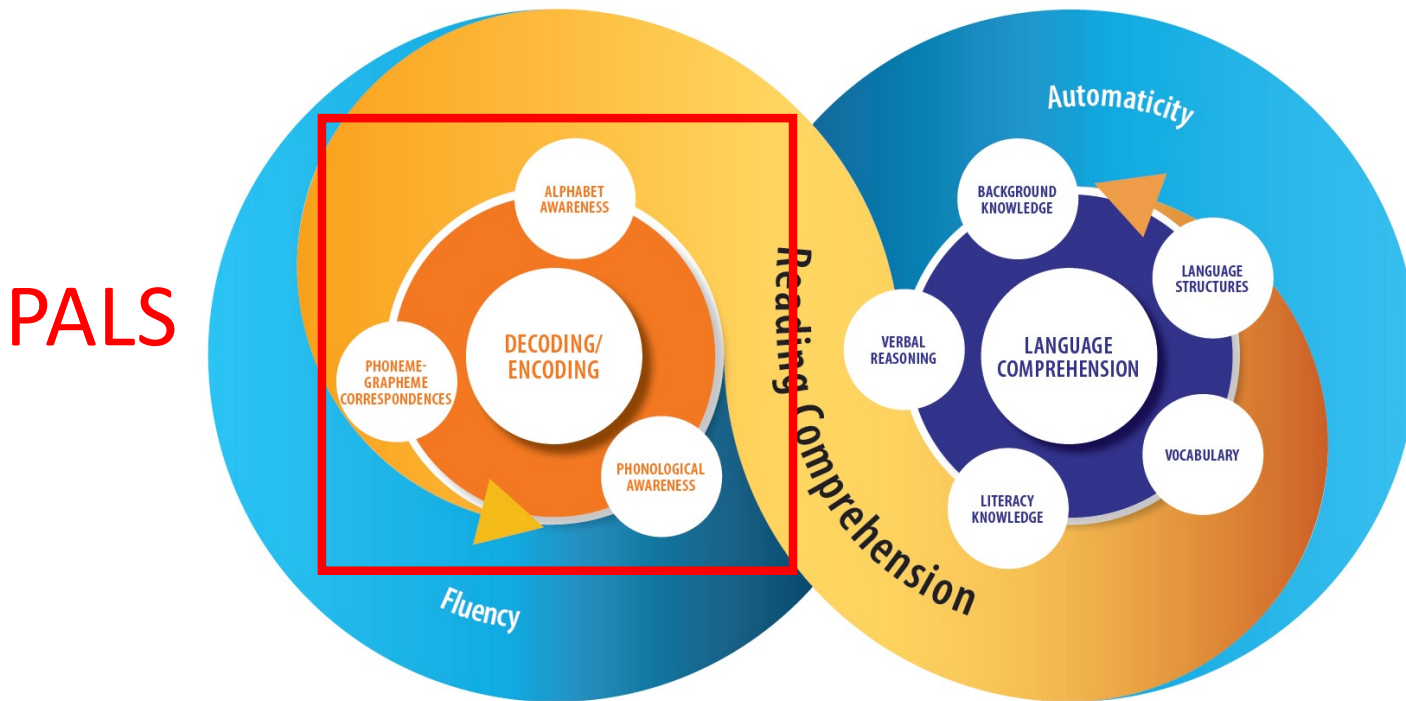 PALS
ALPHABET
AWARENESS
DECODING/
ENCODING
PHONEME-
GRAPHEME
CORRESPONDENCES
PHONOLOGICAL
AWARENESS
Fluency
Reading Comprehension
Automaticity
BACKGROUND
KNOWLEDGE
LANGUAGE
STRUCTURES
VERBAL
REASONING
LANGUAGE
COMPREHENSION
VOCABULARY
LITERACY
KNOWLEDGE